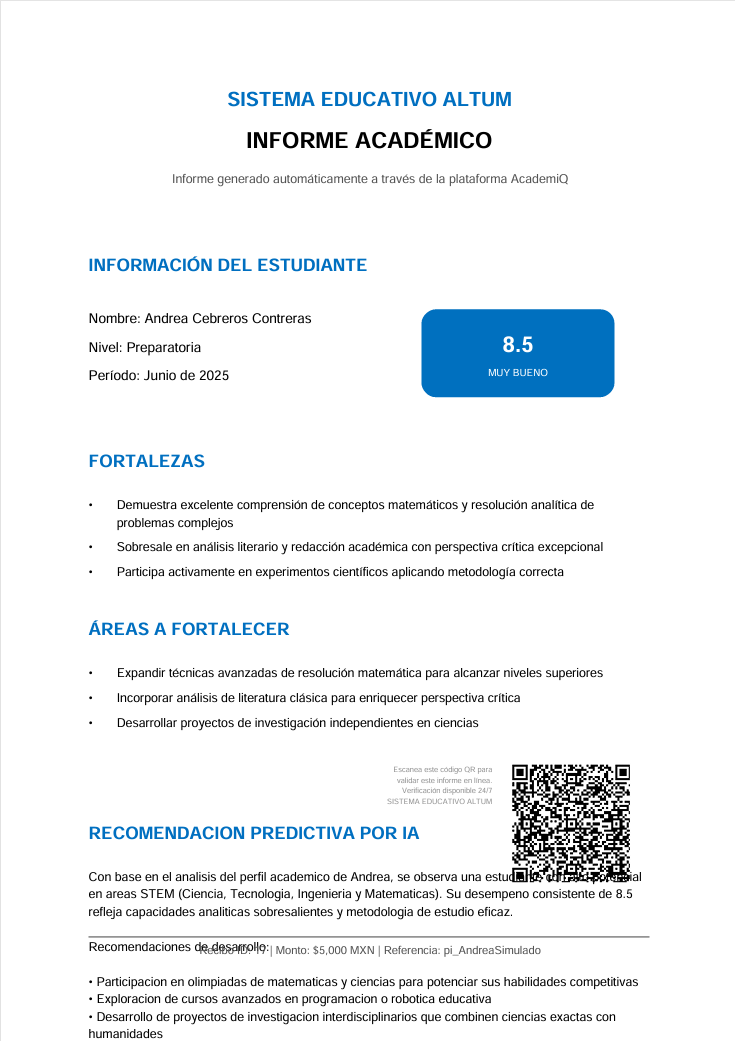 SISTEMA EDUCATIVO ALTUM
INFORME ACADÉMICO
Informe generado automáticamente a través de la plataforma AcademiQ
INFORMACIÓN DEL ESTUDIANTE
Nombre: Andrea Cebreros Contreras
Nivel: Preparatoria
Período: Junio de 2025
8.5
MUY BUENO
FORTALEZAS
• Demuestra excelente comprensión de conceptos matemáticos y resolución analítica de
problemas complejos
• Sobresale en análisis literario y redacción académica con perspectiva crítica excepcional
• Participa activamente en experimentos científicos aplicando metodología correcta
ÁREAS A FORTALECER
• Expandir técnicas avanzadas de resolución matemática para alcanzar niveles superiores
• Incorporar análisis de literatura clásica para enriquecer perspectiva crítica
• Desarrollar proyectos de investigación independientes en ciencias
Escanea este código QR para
validar este informe en línea.
Verificación disponible 24/7
SISTEMA EDUCATIVO ALTUM
RECOMENDACION PREDICTIVA POR IA
Con base en el analisis del perfil academico de Andrea, se observa una
en areas STEM (Ciencia, Tecnologia, Ingenieria y Matematicas). Su desempeno consistente de 8.5
refleja capacidades analiticas sobresalientes y metodologia de estudio eficaz.
Recomendaciones de desarrollo:
| Monto: $5,000 MXN | Referencia: pi_AndreaSimulado
• Participacion en olimpiadas de matematicas y ciencias para potenciar sus habilidades competitivas
• Exploracion de cursos avanzados en programacion o robotica educativa
• Desarrollo de proyectos de investigacion interdisciplinarios que combinen ciencias exactas con
humanidades